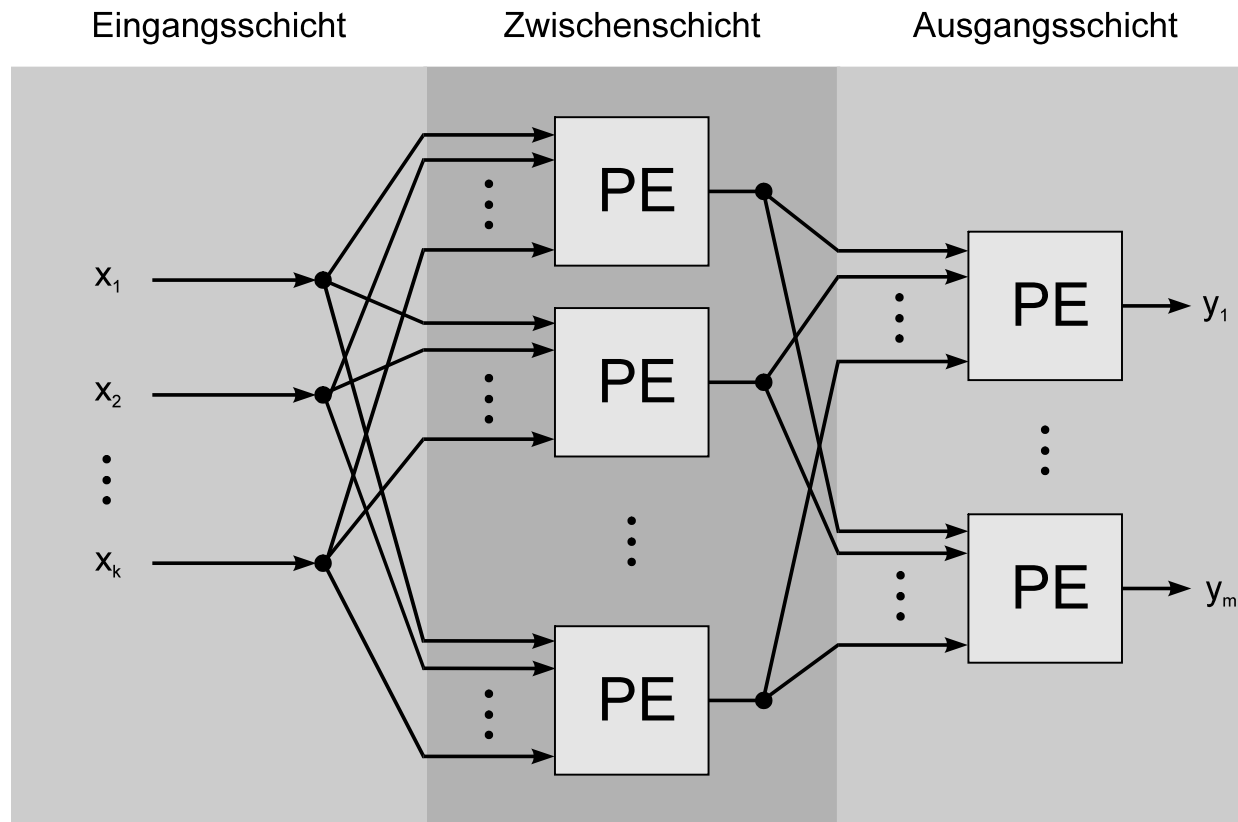 Eingangsschicht
Zwischenschicht
Ausgangsschicht
x1
x2
xk
PE
PE
PE
PE
PE
y1
ym